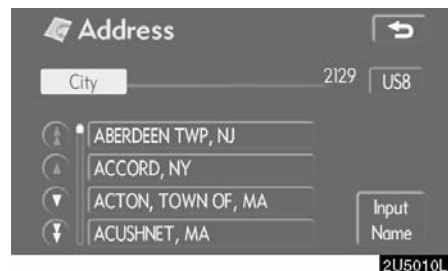 Address
City 2129 US8
ABERDEEN TWP, NJ
ACCORD, NY
ACTON, TOWN OF, MA
ACUSHNET, MA
Input
Name
2U5010L